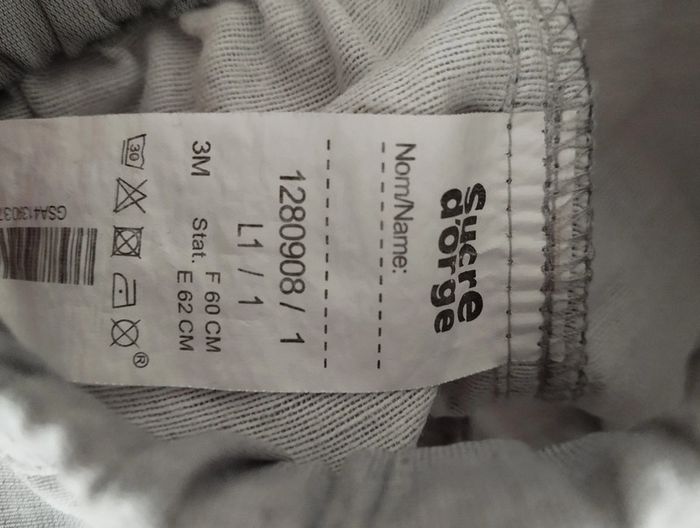 Sucre
d'orge
Nom/Name:
1280908 / 1
L1 / 1
3M Stat. F 60 CM
E 62 CM
30
®